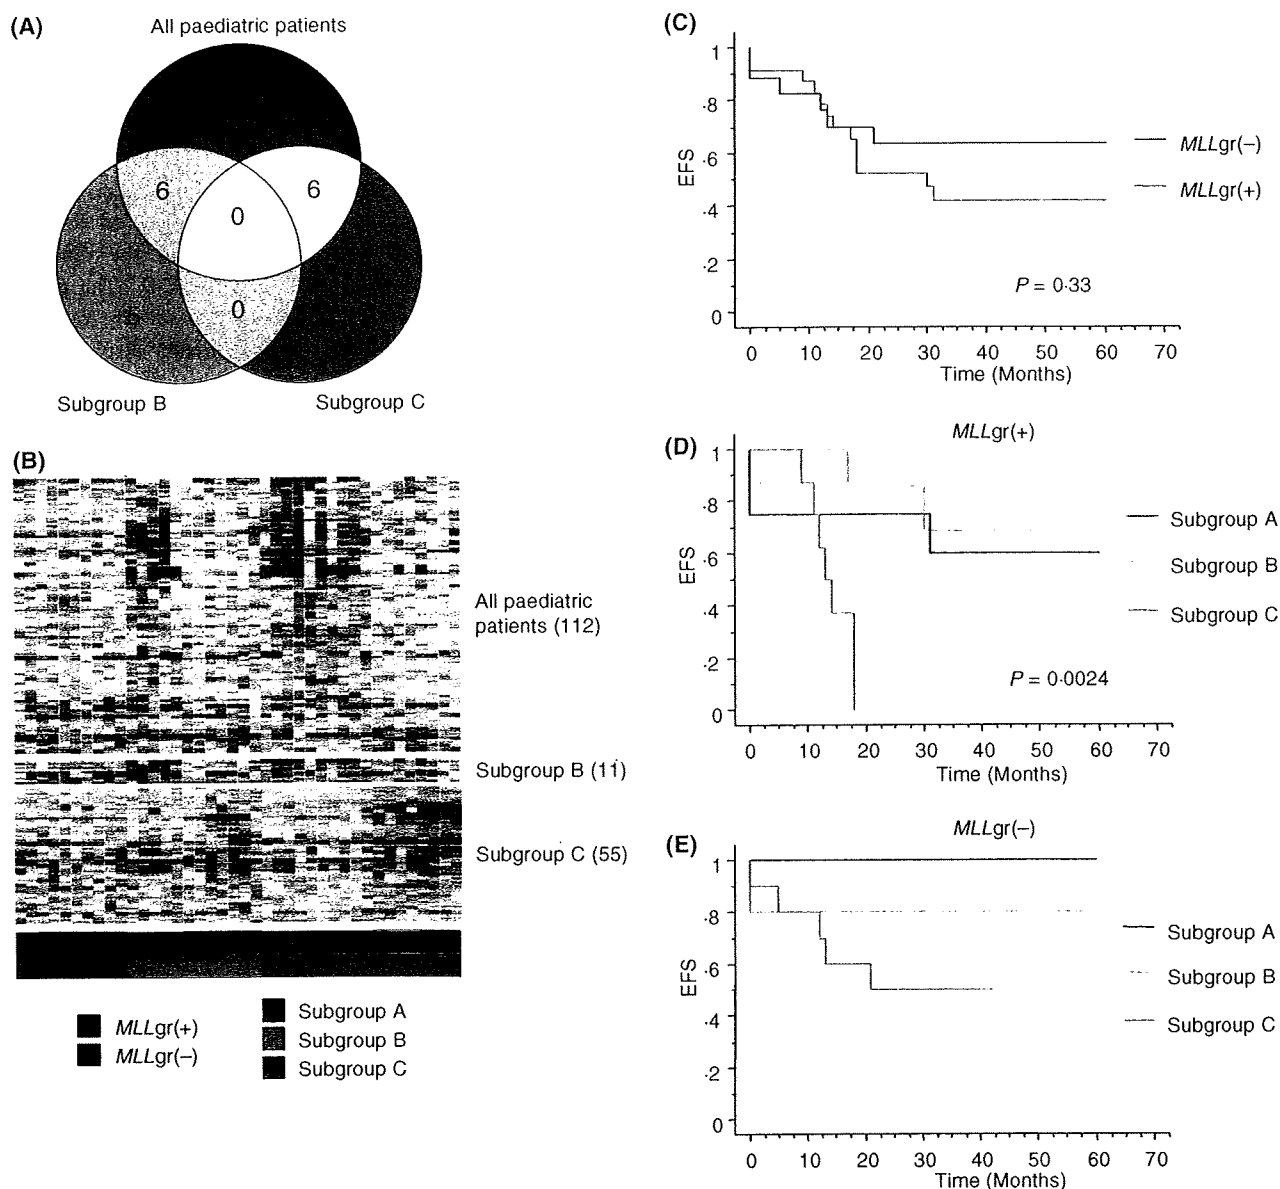 (A)
All paediatric patients
6
6
0
0
5
Subgroup B
Subgroup C
(B)
All paediatric
patients (112)
Subgroup B (11)
Subgroup C (55)
MLLgr(+)
MLLgr(–)
Subgroup A
Subgroup B
Subgroup C
(C)
1
·8
·6
·4
·2
0
EFS
MLLgr(–)
MLLgr(+)
P = 0·33
0 10 20 30 40 50 60 70
Time (Months)
(D)
MLLgr(+)
1
·8
·6
·4
·2
0
EFS
Subgroup A
Subgroup B
Subgroup C
P = 0·0024
0 10 20 30 40 50 60 70
Time (Months)
(E)
MLLgr(–)
1
·8
·6
·4
·2
0
EFS
Subgroup A
Subgroup B
Subgroup C
0 10 20 30 40 50 60 70
Time (Months)